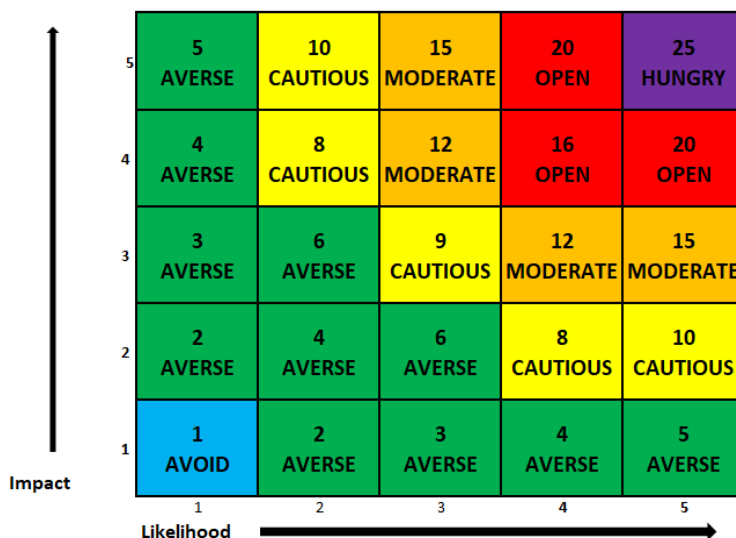 5 10 15 20 25
5 AVERSE CAUTIOUS MODERATE OPEN HUNGRY
4 8 12 16 20
4 AVERSE CAUTIOUS MODERATE OPEN OPEN
3 6 9 12 15
3 AVERSE AVERSE CAUTIOUS MODERATE MODERATE
2 4 6 8 10
2 AVERSE AVERSE AVERSE CAUTIOUS CAUTIOUS
1 2 3 4 5
1 AVOID AVERSE AVERSE AVERSE AVERSE
Impact
1 2 3 4 5
Likelihood